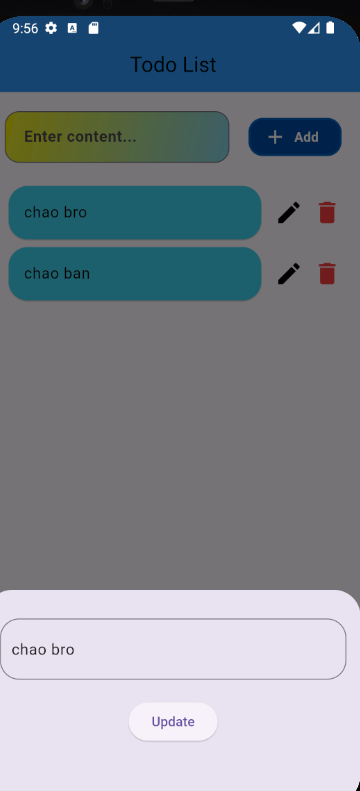 9:56
A
Todo List
Enter content...
Add
chao bro
chao ban
chao bro
Update